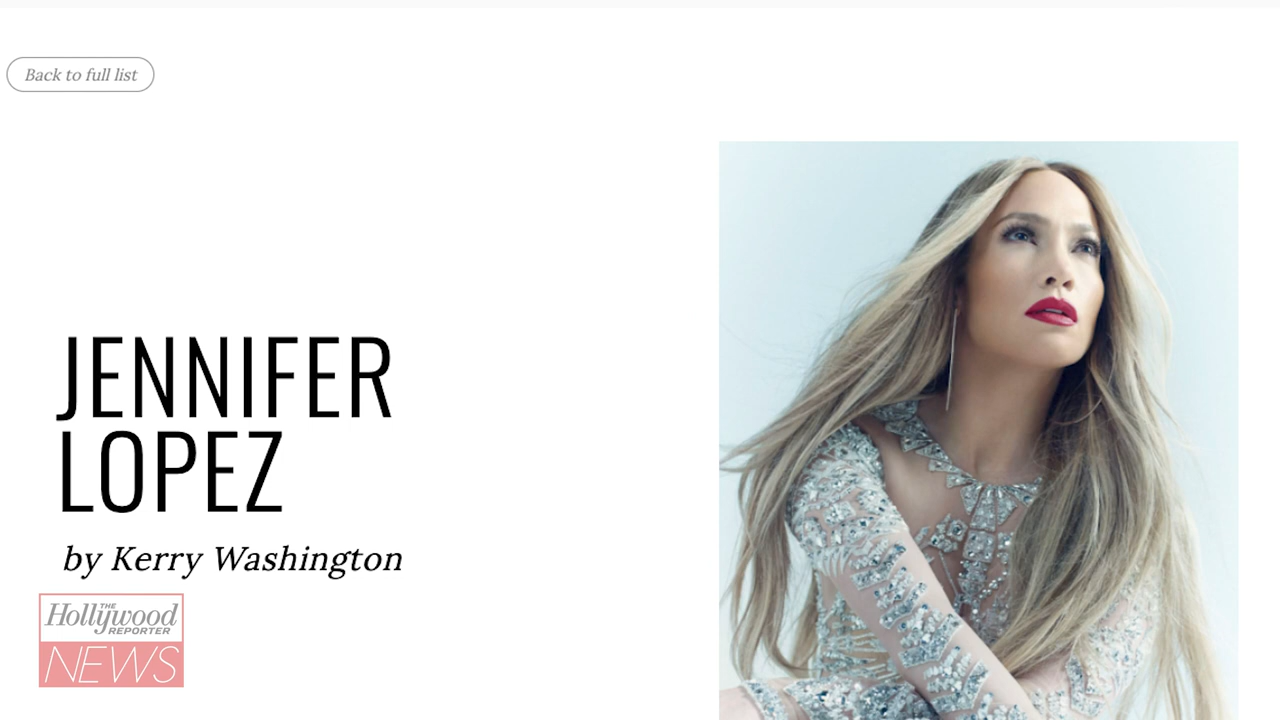 Back to full list
JENNIFER
LOPEZ
by Kerry Washington
THE
Hollywood
REPORTER
NEWS